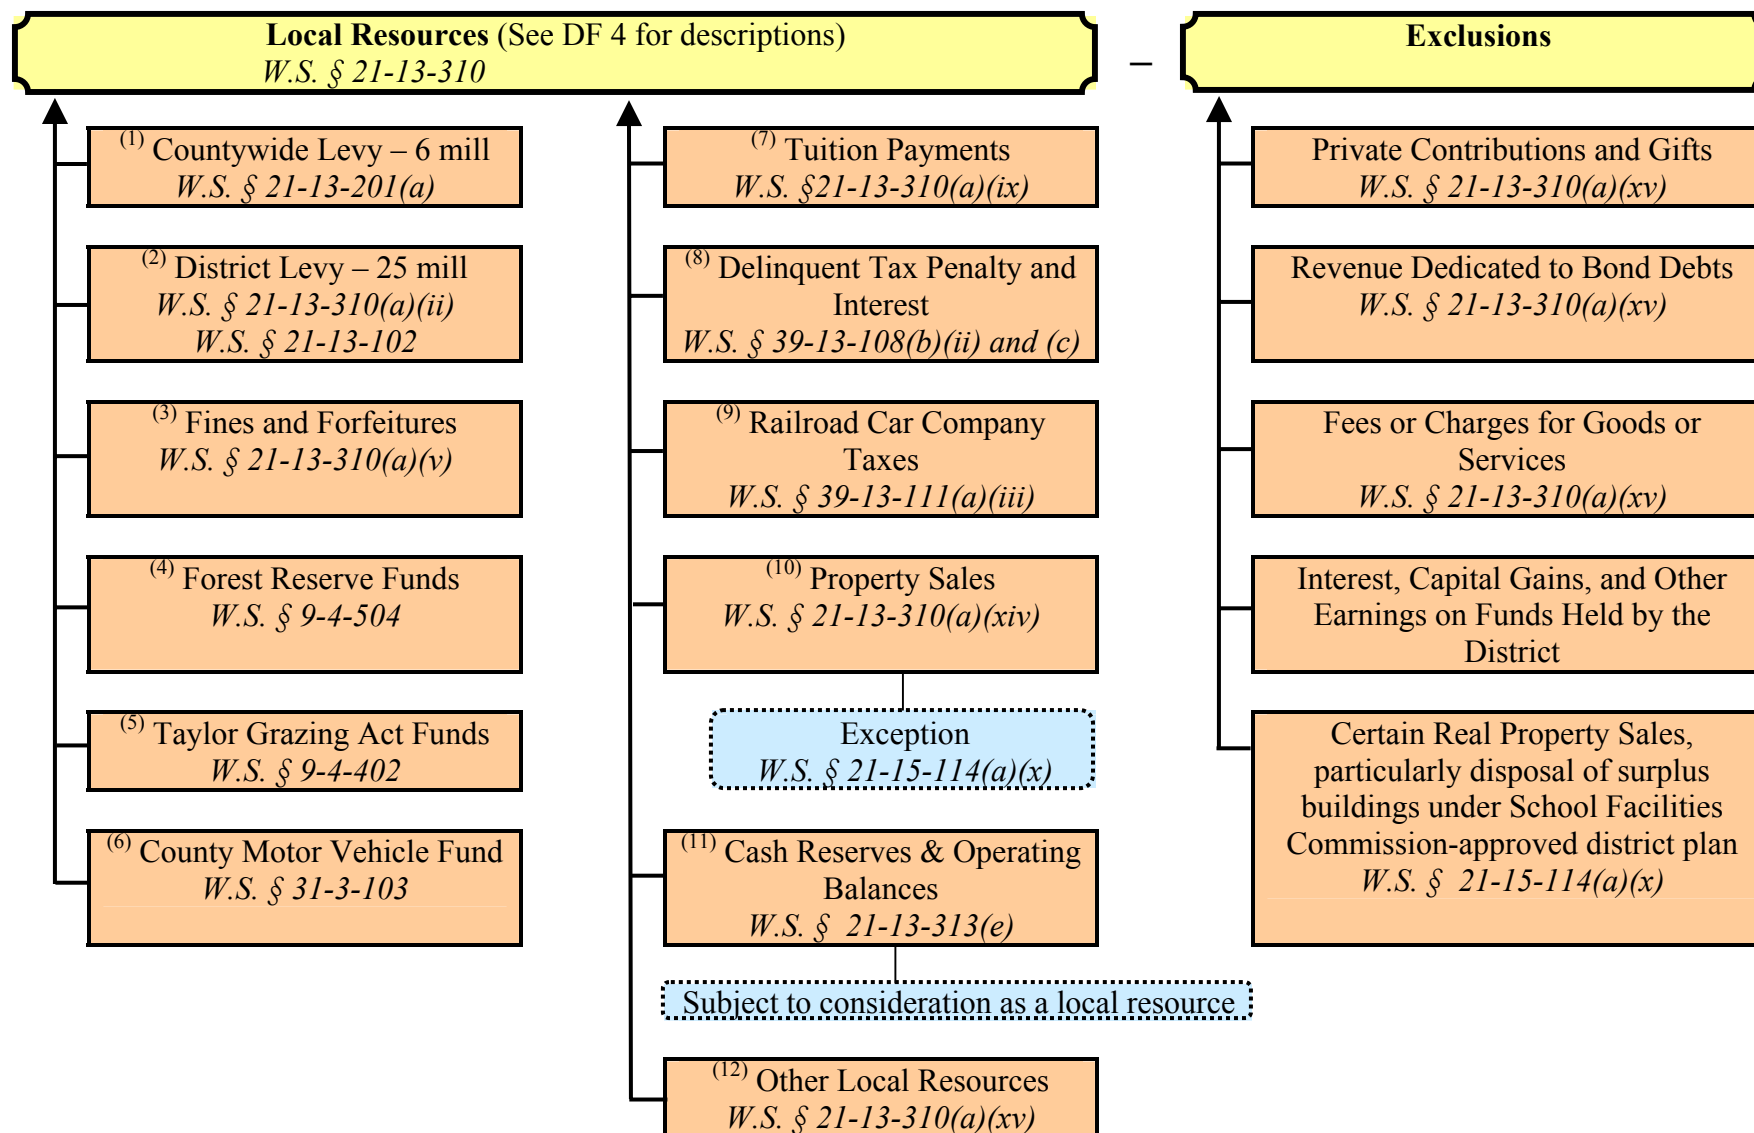 Local Resources (See DF 4 for descriptions)
W.S. § 21-13-310
–
Exclusions
(1) Countywide Levy – 6 mill
W.S. § 21-13-201(a)
(2) District Levy – 25 mill
W.S. § 21-13-310(a)(ii)
W.S. § 21-13-102
(3) Fines and Forfeitures
W.S. § 21-13-310(a)(v)
(4) Forest Reserve Funds
W.S. § 9-4-504
(5) Taylor Grazing Act Funds
W.S. § 9-4-402
(6) County Motor Vehicle Fund
W.S. § 31-3-103
(7) Tuition Payments
W.S. §21-13-310(a)(ix)
(8) Delinquent Tax Penalty and
Interest
W.S. § 39-13-108(b)(ii) and (c)
(9) Railroad Car Company
Taxes
W.S. § 39-13-111(a)(iii)
(10) Property Sales
W.S. § 21-13-310(a)(xiv)
Exception
W.S. § 21-15-114(a)(x)
(11) Cash Reserves & Operating
Balances
W.S. §  21-13-313(e)
Subject to consideration as a local resource
(12) Other Local Resources
W.S. § 21-13-310(a)(xv)
Private Contributions and Gifts
W.S. § 21-13-310(a)(xv)
Revenue Dedicated to Bond Debts
W.S. § 21-13-310(a)(xv)
Fees or Charges for Goods or
Services
W.S. § 21-13-310(a)(xv)
Interest, Capital Gains, and Other
Earnings on Funds Held by the
District
Certain Real Property Sales,
particularly disposal of surplus
buildings under School Facilities
Commission-approved district plan
W.S. §  21-15-114(a)(x)